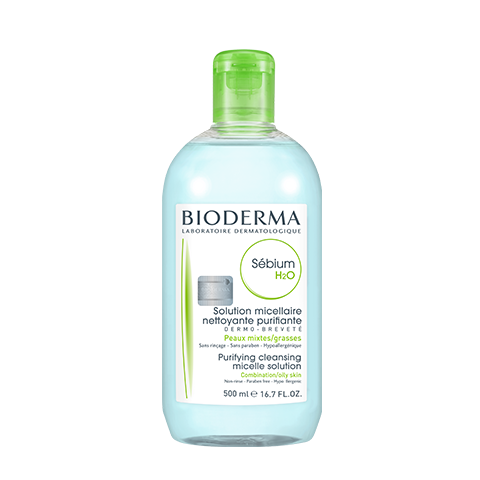 BIODERMA
LABORATOIRE DERMATOLOGIQUE
Sébium
H2O
Solution micellaire
nettoyante purifiante
DERMO-BREVETÉ
Peaux mixtes/grasses
Sans rinçage - Sans paraben - Hypoallergénique
Purifying cleansing
micelle solution
Combination/oily skin
Non-rinse - Paraben free - Hypoallergenic
500 ml ℮ 16.7 FL.OZ.